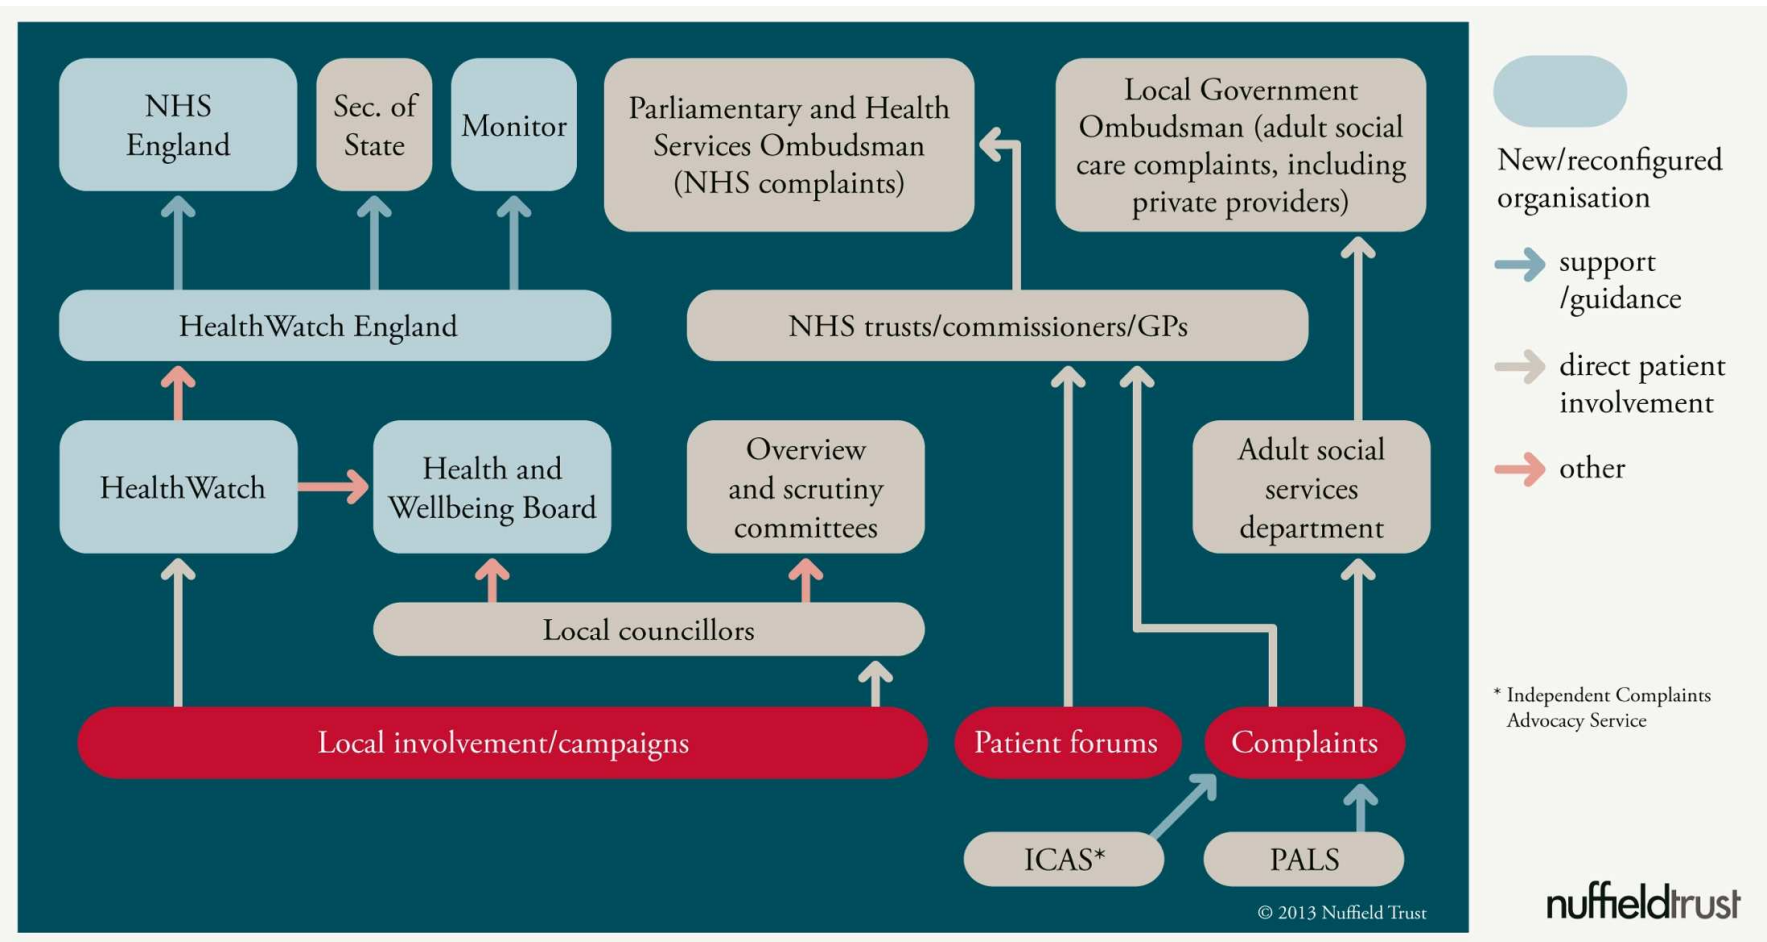 NHS
England
Sec. of
State
Monitor
Parliamentary and Health
Services Ombudsman
(NHS complaints)
Local Government
Ombudsman (adult social
care complaints, including
private providers)
New/reconfigured
organisation
support
/guidance
direct patient
involvement
other
HealthWatch England
NHS trusts/commissioners/GPs
HealthWatch
Health and
Wellbeing Board
Overview
and scrutiny
committees
Adult social
services
department
Local councillors
Local involvement/campaigns
Patient forums
Complaints
* Independent Complaints
Advocacy Service
ICAS*
PALS
© 2013 Nuffield Trust
nuffieldtrust